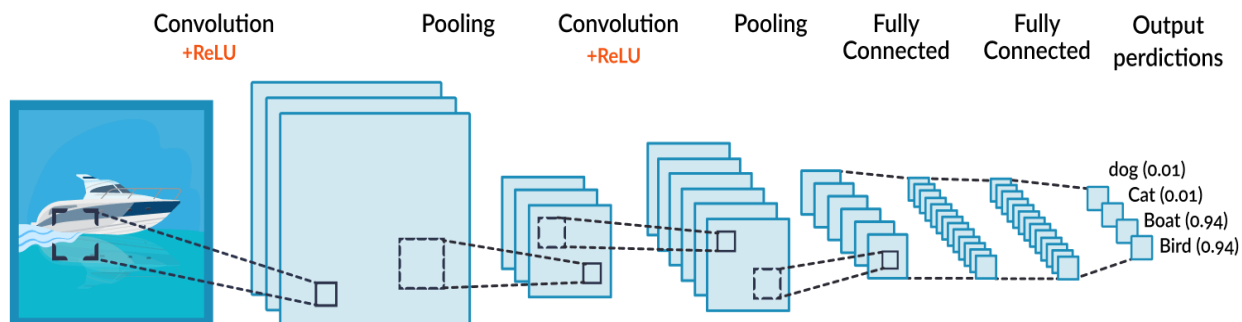 Convolution
+ReLU
Pooling
Convolution
+ReLU
Pooling
Fully
Connected
Fully
Connected
Output
perdictions
dog (0.01)
Cat (0.01)
Boat (0.94)
Bird (0.94)